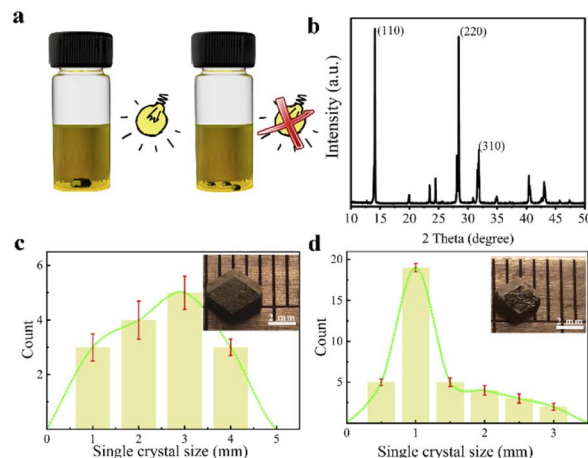 a
b
(110)
(220)
(310)
Intensity (a.u.)
10 15 20 25 30 35 40 45 50
2 Theta (degree)
c
6
4
2
0 1 2 3 4 5
Count
Single crystal size (mm)
2 mm
d
20
15
10
5
0 1 2 3
Count
Single crystal size (mm)
2 mm